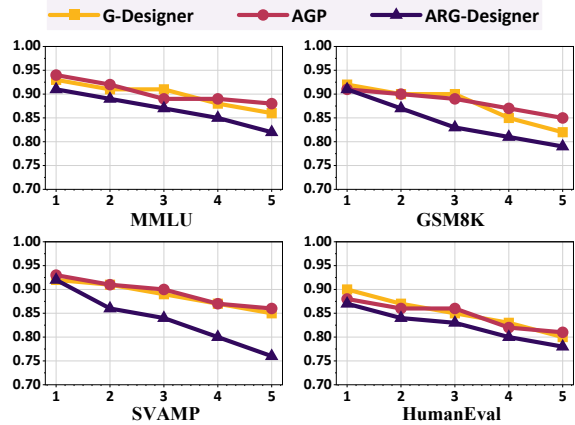 G-Designer AGP ARG-Designer
1.00 1.00
0.95 0.95
0.90 0.90
0.85 0.85
0.80 0.80
0.75 0.75
0.70 0.70
1 2 3 4 5 1 2 3 4 5
MMLU GSM8K
1.00 1.00
0.95 0.95
0.90 0.90
0.85 0.85
0.80 0.80
0.75 0.75
0.70 0.70
1 2 3 4 5 1 2 3 4 5
SVAMP HumanEval